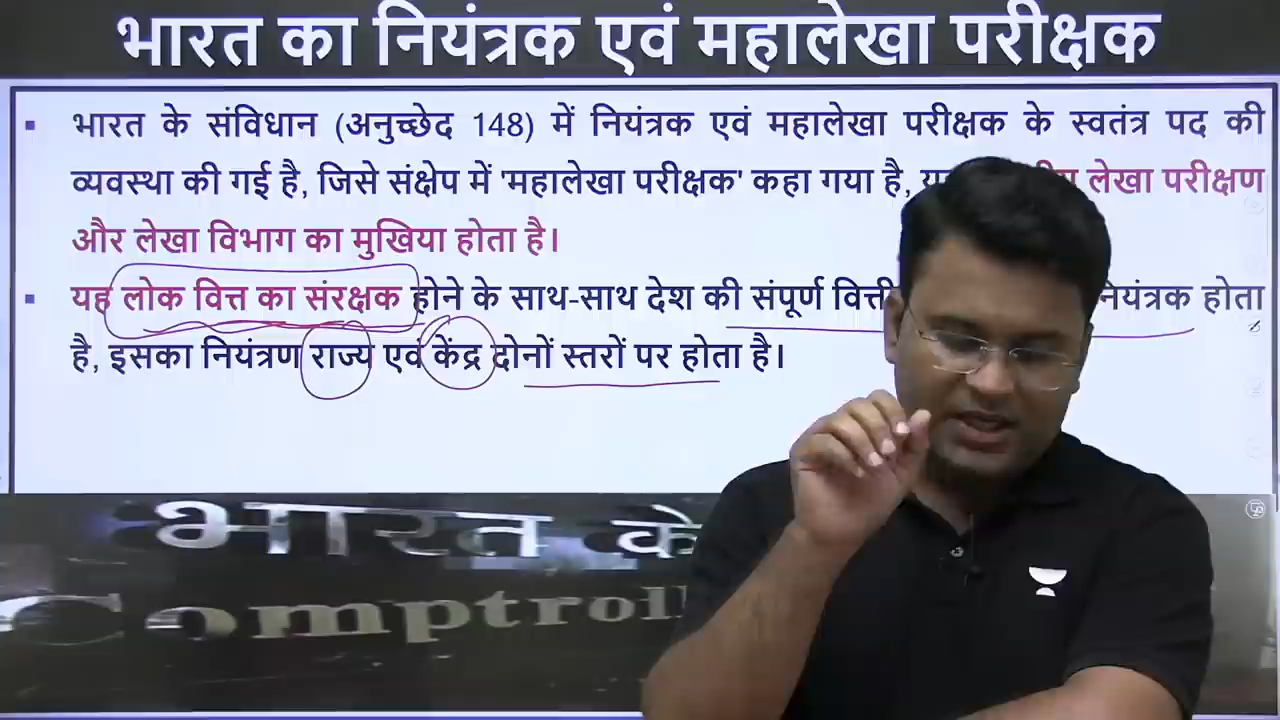 भारत का नियंत्रक एवं महालेखा परीक्षक
▪ भारत के संविधान (अनुच्छेद 148) में नियंत्रक एवं महालेखा परीक्षक के स्वतंत्र पद की
व्यवस्था की गई है, जिसे संक्षेप में 'महालेखा परीक्षक' कहा गया है, लेखा परीक्षण
और लेखा विभाग का मुखिया होता है।
▪ यह लोक वित्त का संरक्षक होने के साथ-साथ देश की संपूर्ण नियंत्रक होता
है, इसका नियंत्रण राज्य एवं केंद्र दोनों स्तरों पर होता है।
भारत के
Comptroll